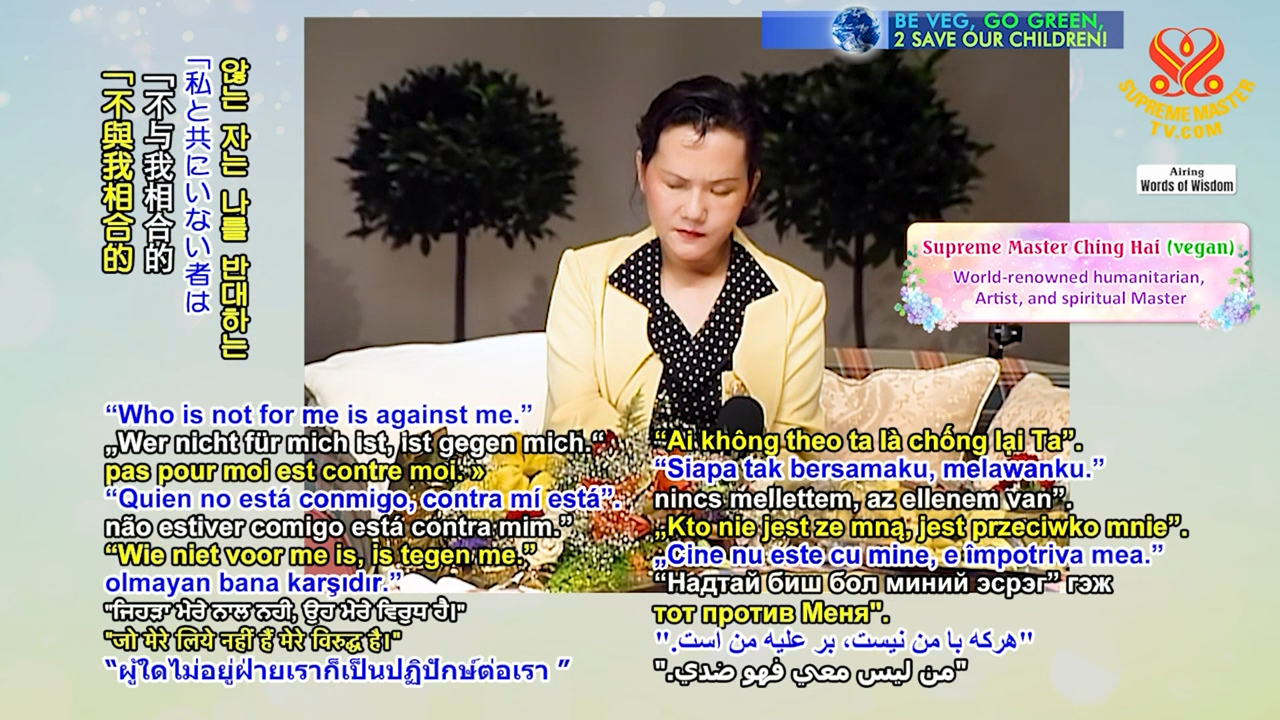 BE VEG, GO GREEN,
2 SAVE OUR CHILDREN!
SUPREME MASTER
TV.COM
Airing
Words of Wisdom
Supreme Master Ching Hai (vegan)
World-renowned humanitarian,
Artist, and spiritual Master
않는 자는 나를 반대하는
「私と共にいない者は
「不与我相合的
「不與我相合的
“Who is not for me is against me.”
„Wer nicht für mich ist, ist gegen mich.“
pas pour moi est contre moi. »
“Quien no está conmigo, contra mí está”.
não estiver comigo está contra mim.”
“Wie niet voor me is, is tegen me.”
olmayan bana karşıdır.”
"ਜਿਹੜਾ ਮੇਰੇ ਨਾਲ ਨਹੀ, ਉਹ ਮੇਰੇ ਵਿਰੁਧ ਹੈ।"
"जो मेरे लिये नहीं हैं मेरे विरुद्ध है।"
“ผู้ใดไม่อยู่ฝ่ายเราก็เป็นปฏิปักษ์ต่อเรา ”
“Ai không theo ta là chống lại Ta”.
“Siapa tak bersamaku, melawanku.”
nincs mellettem, az ellenem van”.
„Kto nie jest ze mną, jest przeciwko mnie”.
„Cine nu este cu mine, e împotriva mea.”
“Надтай биш бол миний эсрэг” гэж
тот против Меня".
"هرکه با من نیست، بر علیه من است."
"من ليس معي فهو ضدي."